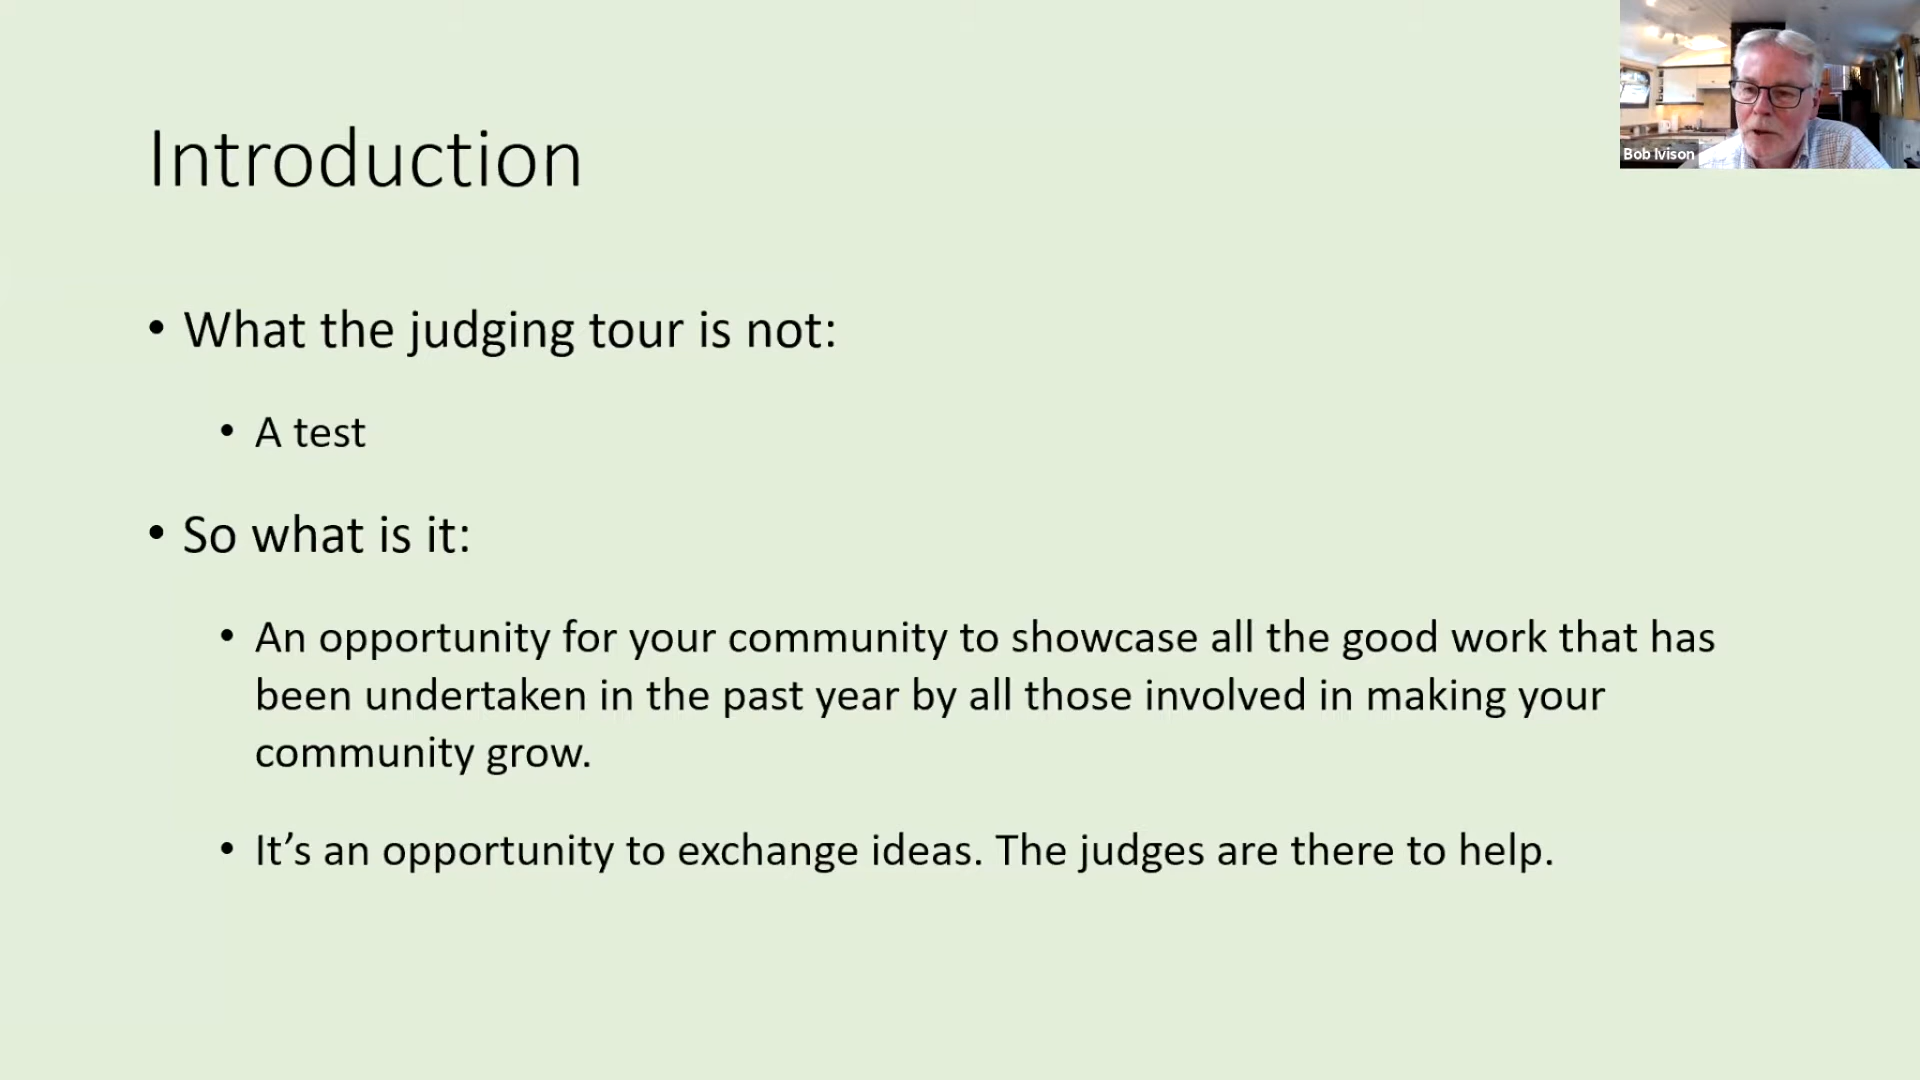 Introduction
Bob Ivison
• What the judging tour is not:
• A test
• So what is it:
• An opportunity for your community to showcase all the good work that has
been undertaken in the past year by all those involved in making your
community grow.
• It’s an opportunity to exchange ideas. The judges are there to help.